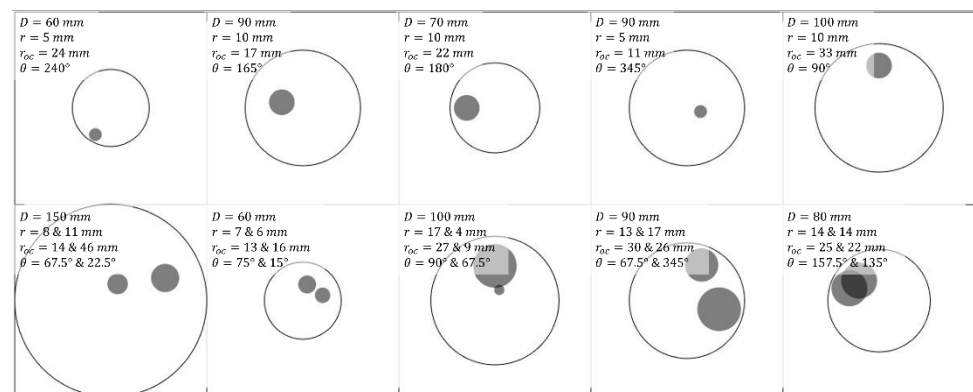 D = 60 mm
r = 5 mm
r_oc = 24 mm
θ = 240°
D = 90 mm
r = 10 mm
r_oc = 17 mm
θ = 165°
D = 70 mm
r = 10 mm
r_oc = 22 mm
θ = 180°
D = 90 mm
r = 5 mm
r_oc = 11 mm
θ = 345°
D = 100 mm
r = 10 mm
r_oc = 33 mm
θ = 90°
D = 150 mm
r = 8 & 11 mm
r_oc = 14 & 46 mm
θ = 67.5° & 22.5°
D = 60 mm
r = 7 & 6 mm
r_oc = 13 & 16 mm
θ = 75° & 15°
D = 100 mm
r = 17 & 4 mm
r_oc = 27 & 9 mm
θ = 90° & 67.5°
D = 90 mm
r = 13 & 17 mm
r_oc = 30 & 26 mm
θ = 67.5° & 345°
D = 80 mm
r = 14 & 14 mm
r_oc = 25 & 22 mm
θ = 157.5° & 135°